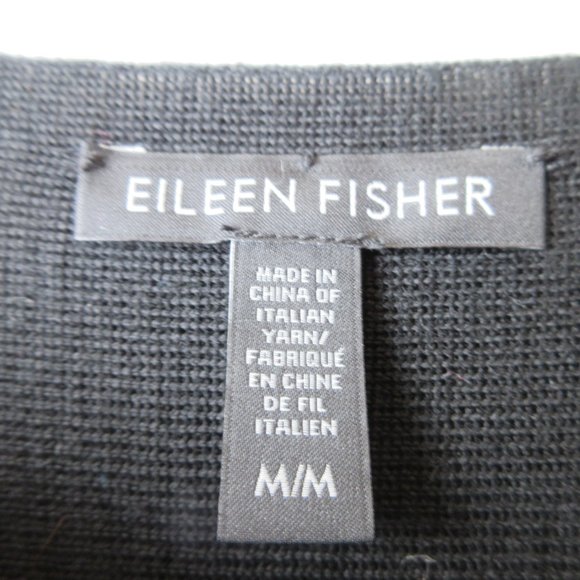 EILEEN FISHER
MADE IN
CHINA OF
ITALIAN
YARN/
FABRIQUÉ
EN CHINE
DE FIL
ITALIEN
M/M